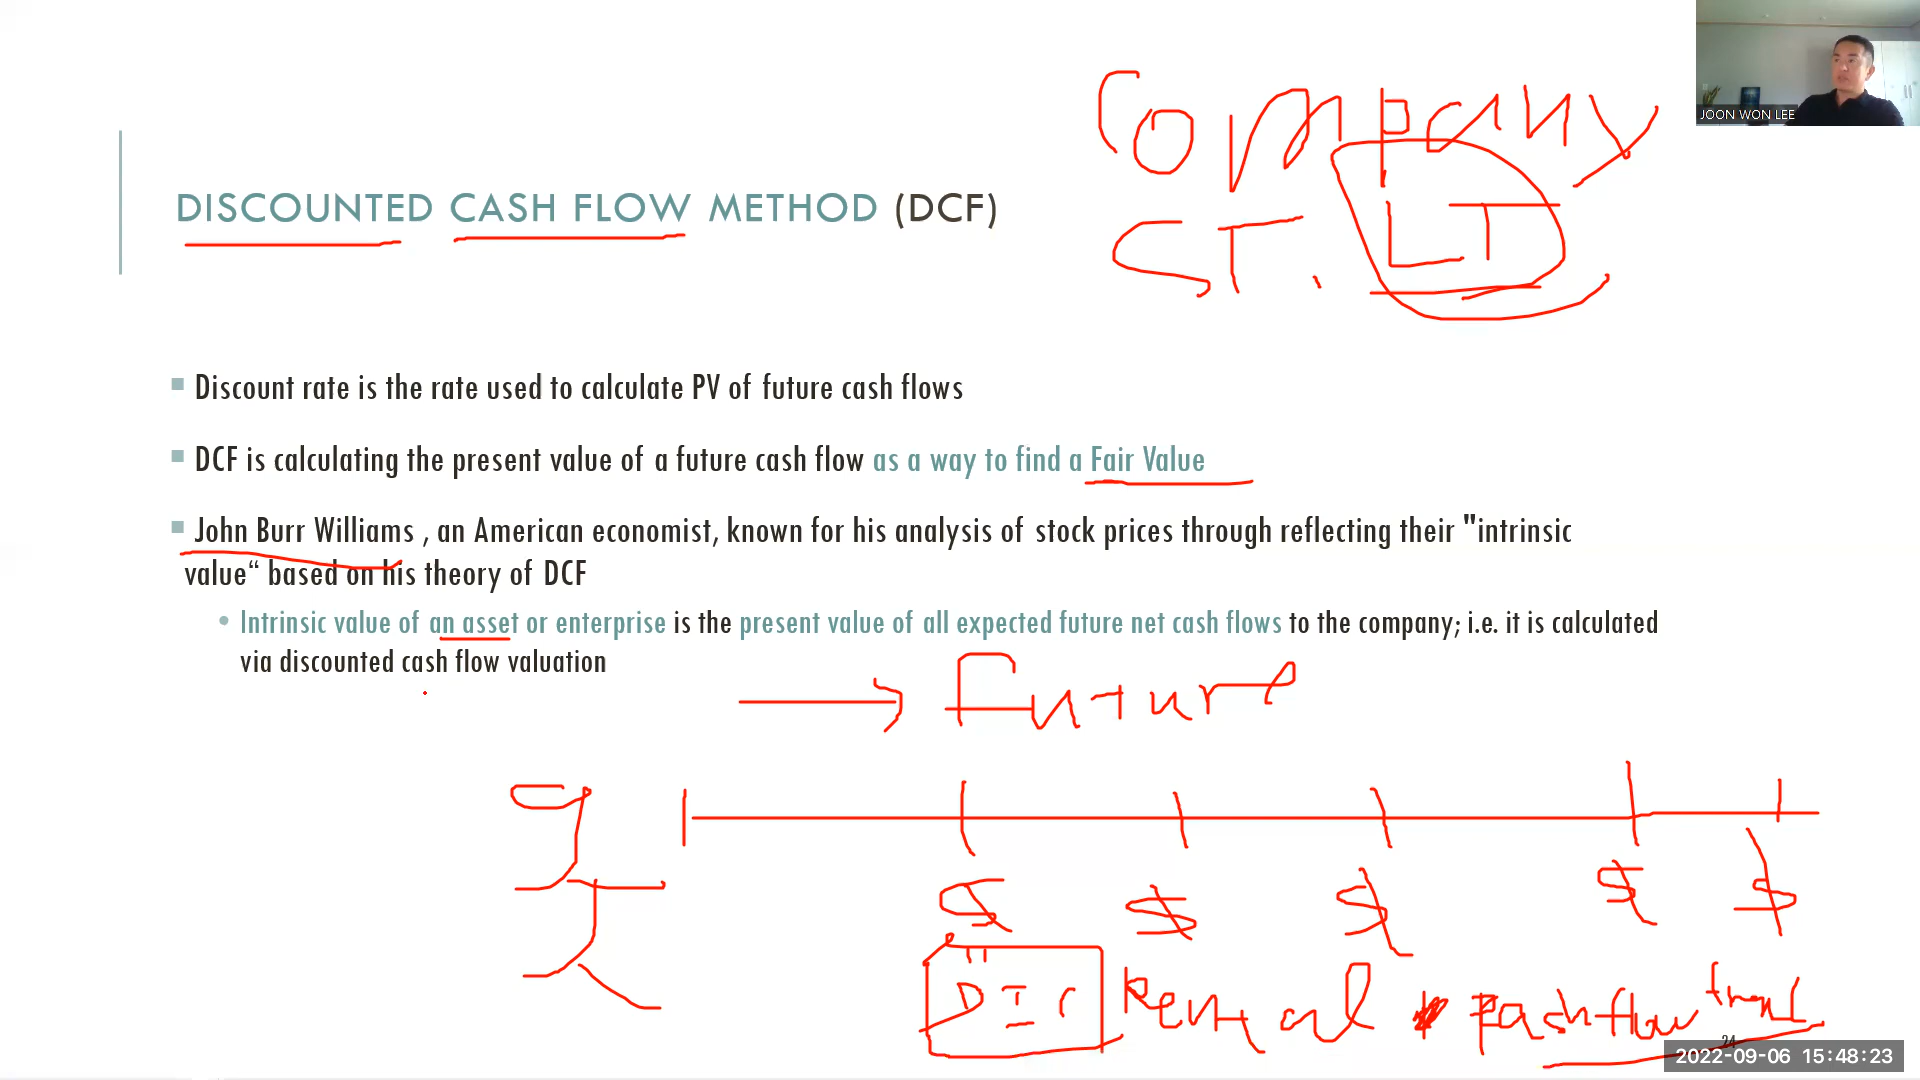 Company
JOON WON LEE
DISCOUNTED CASH FLOW METHOD (DCF)
ST. LT
Discount rate is the rate used to calculate PV of future cash flows
DCF is calculating the present value of a future cash flow as a way to find a Fair Value
John Burr Williams , an American economist, known for his analysis of stock prices through reflecting their "intrinsic
value“ based on his theory of DCF
Intrinsic value of an asset or enterprise is the present value of all expected future net cash flows to the company; i.e. it is calculated
via discounted cash flow valuation
→ Future
$ $ $ $ $
Rental cashflow
24
2022-09-06 15:48:23